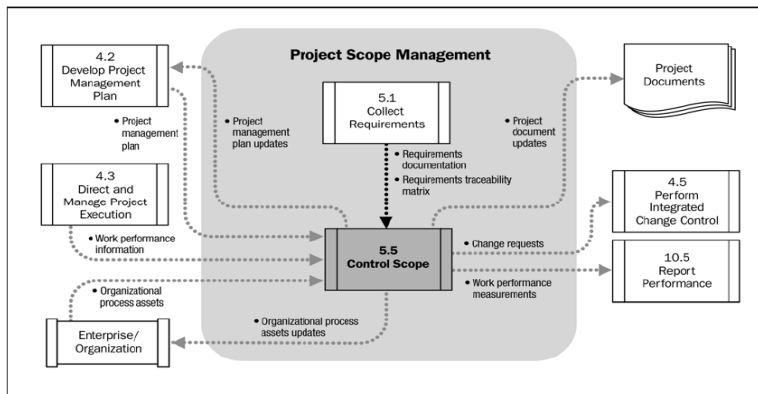 Project Scope Management
4.2
Develop Project
Management
Plan
• Project
management
plan
• Project
management
plan updates
5.1
Collect
Requirements
• Requirements
documentation
• Requirements traceability
matrix
• Project
document
updates
Project
Documents
4.3
Direct and
Manage Project
Execution
• Work performance
information
5.5
Control Scope
• Change requests
4.5
Perform
Integrated
Change Control
• Work performance
measurements
10.5
Report
Performance
• Organizational
process assets
Enterprise/
Organization
• Organizational process
assets updates